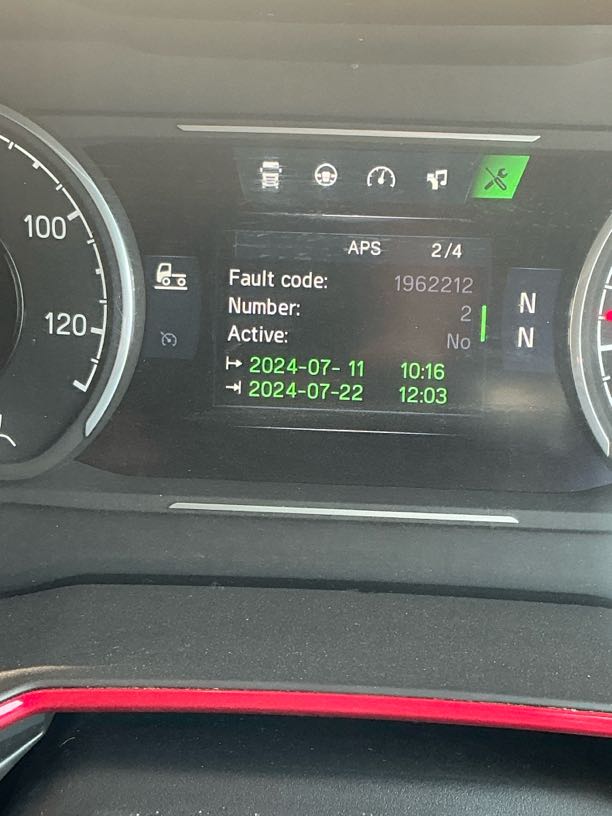 100
120
APS 2/4
Fault code: 1962212
Number: 2
Active: No
2024-07- 11 10:16
2024-07-22 12:03
N
N